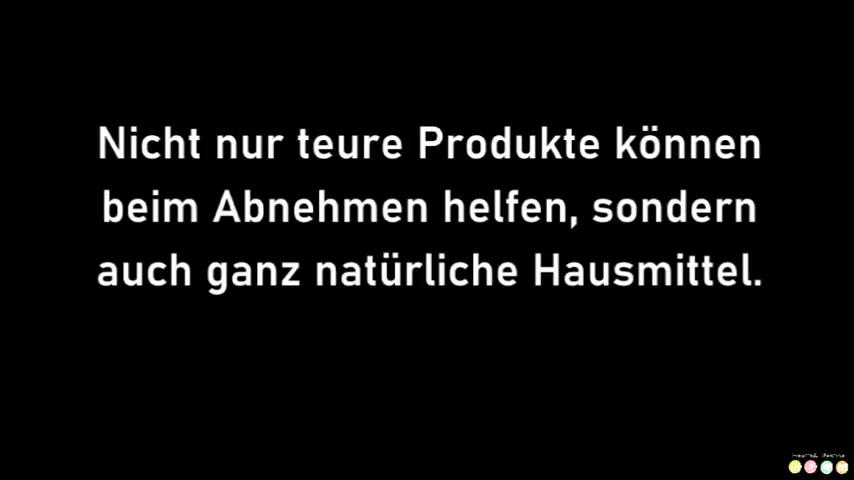 Nicht nur teure Produkte können
beim Abnehmen helfen, sondern
auch ganz natürliche Hausmittel.